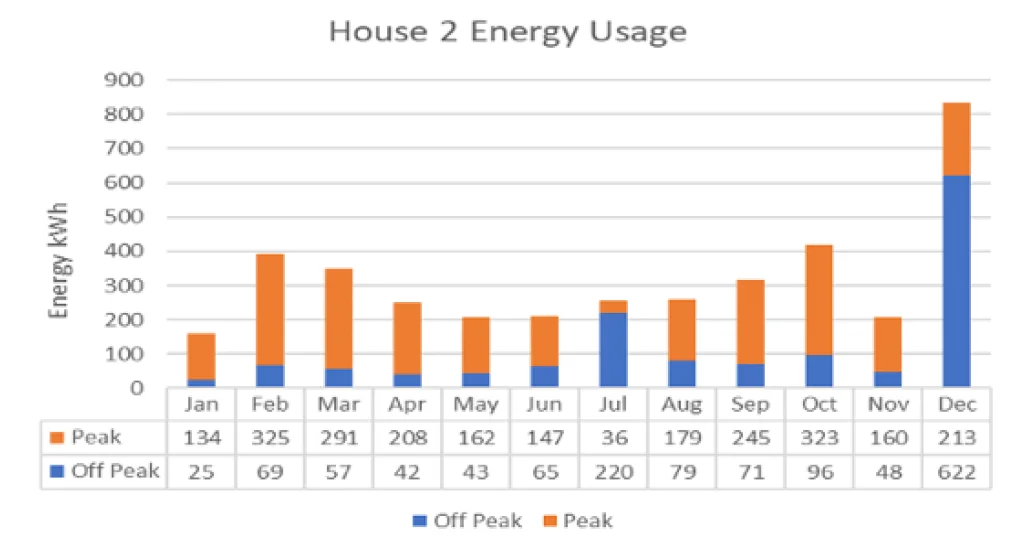 House 2 Energy Usage
900
800
700
600
500
400
300
200
100
0
Energy kWh
Jan Feb Mar Apr May Jun Jul Aug Sep Oct Nov Dec
Peak 134 325 291 208 162 147 36 179 245 323 160 213
Off Peak 25 69 57 42 43 65 220 79 71 96 48 622
Off Peak Peak